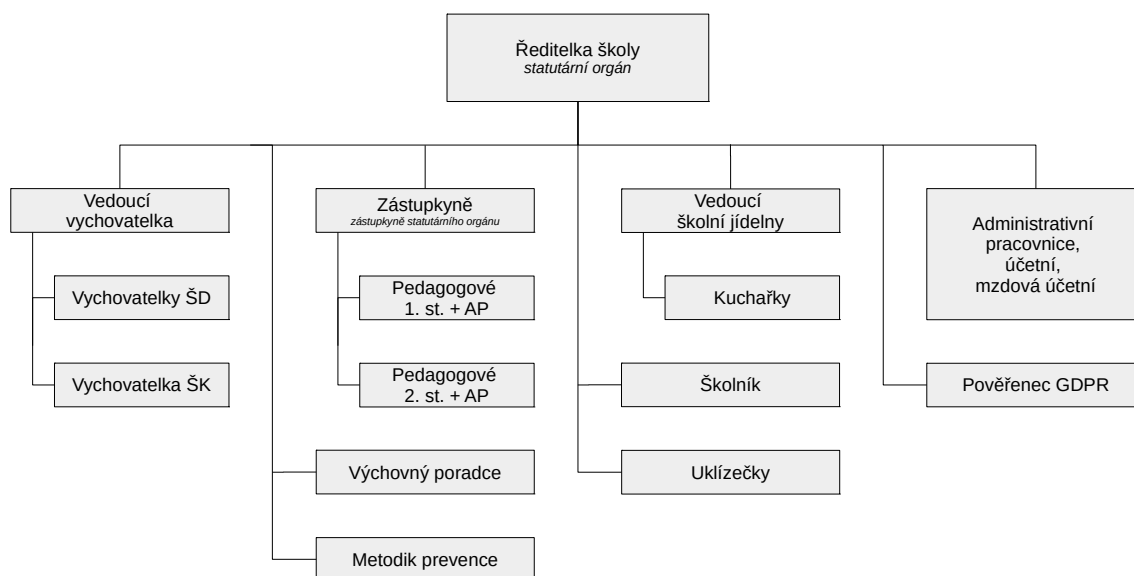 Ředitelka školy
statutární orgán
Vedoucí
vychovatelka
Zástupkyně
zástupkyně statutárního orgánu
Vedoucí
školní jídelny
Administrativní
pracovnice,
účetní,
mzdová účetní
Vychovatelky ŠD
Pedagogové
1. st. + AP
Kuchařky
Vychovatelka ŠK
Pedagogové
2. st. + AP
Školník
Pověřenec GDPR
Výchovný poradce
Uklízečky
Metodik prevence